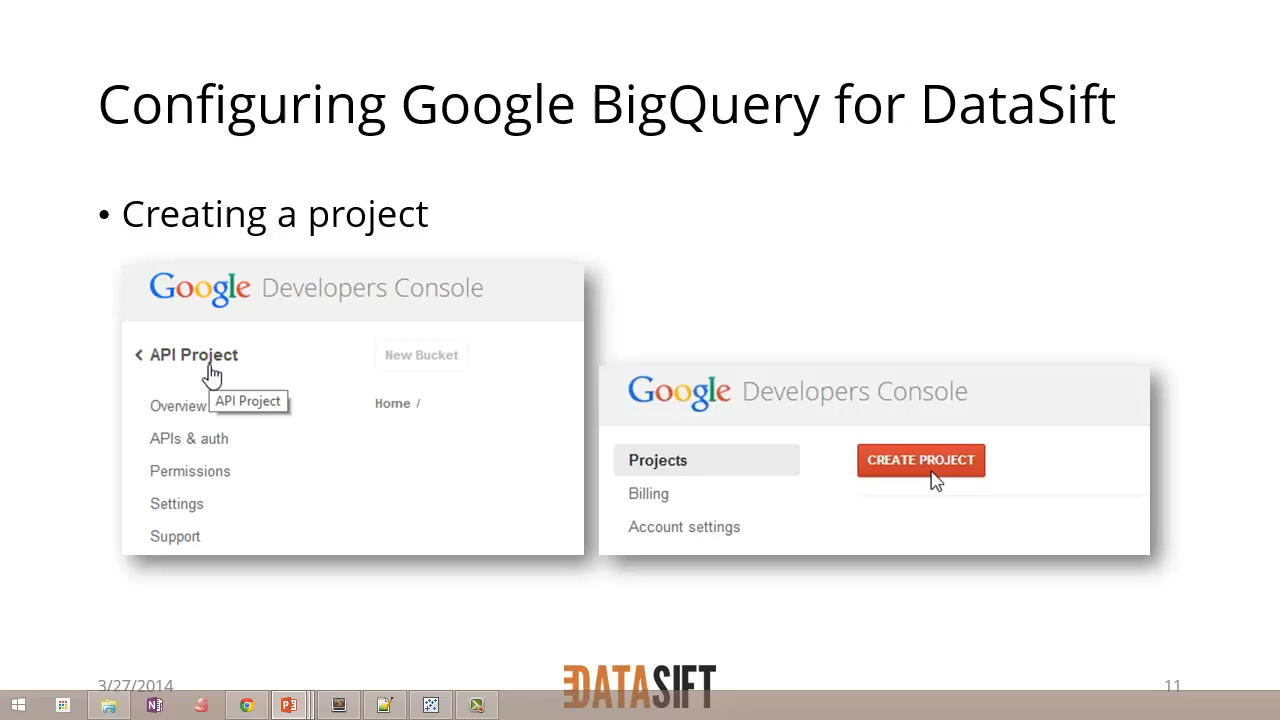 Configuring Google BigQuery for DataSift
• Creating a project
Google Developers Console
API Project
New Bucket
API Project
Overview
Home /
APIs & auth
Permissions
Settings
Support
Google Developers Console
Projects
CREATE PROJECT
Billing
Account settings
3/27/2014
DATASIFT
11